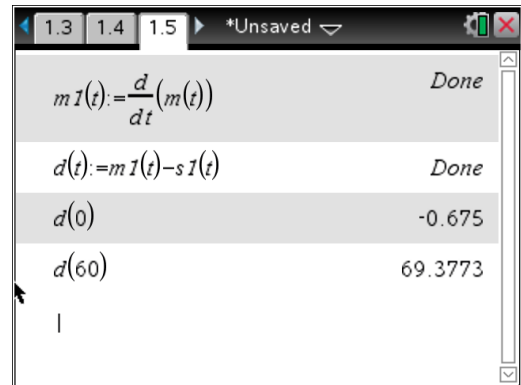 1.3 1.4 1.5 *Unsaved
m1(t):=d/dt(m(t)) Done
d(t):=m1(t)−s1(t) Done
d(0) -0.675
d(60) 69.3773